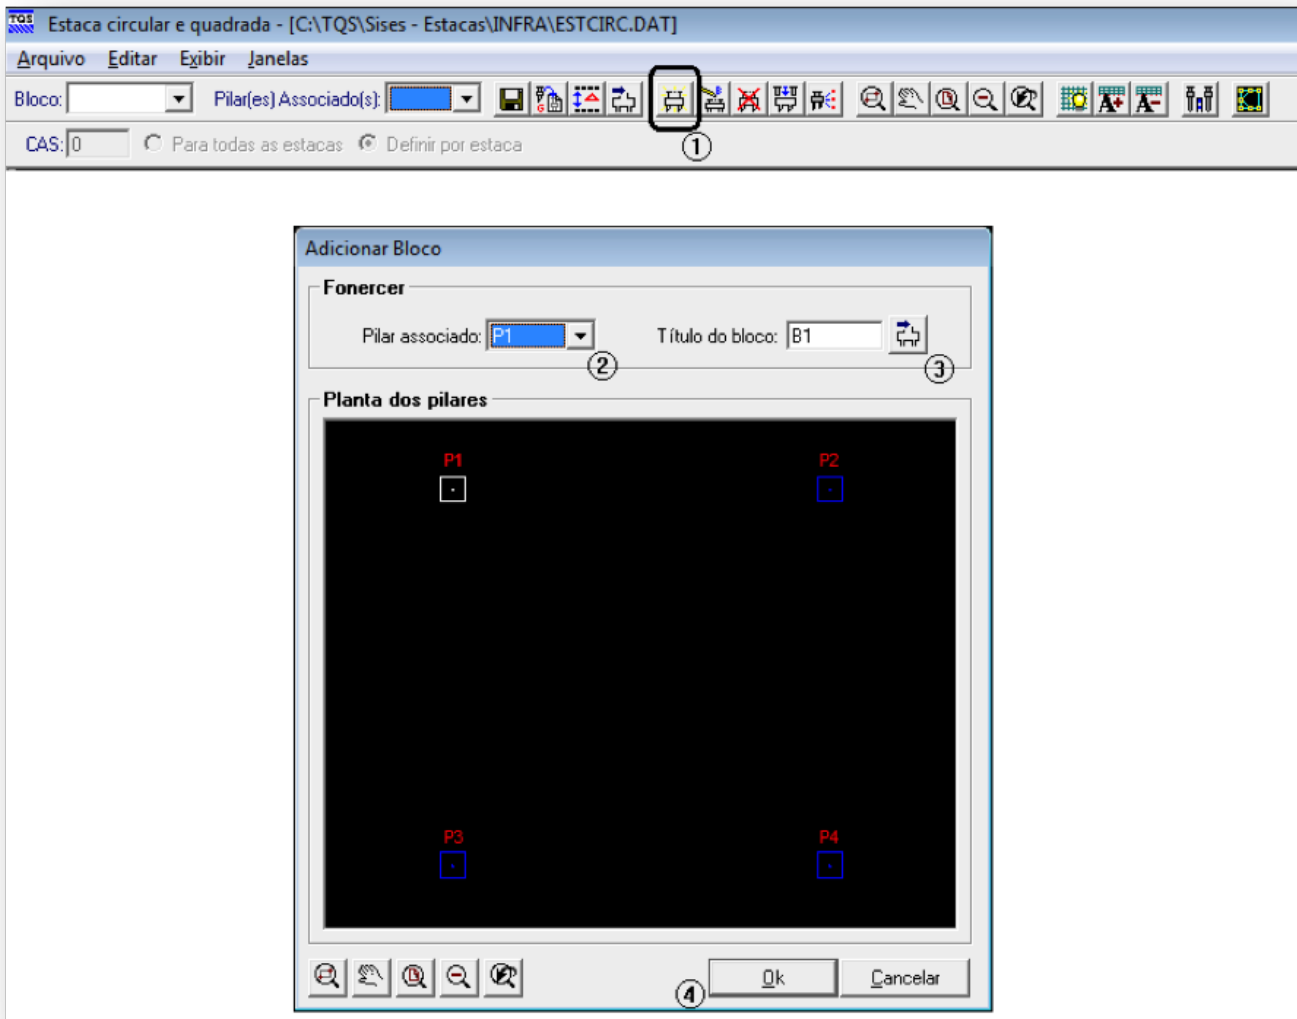 TQS Estaca circular e quadrada - [C:\TQS\Sises - Estacas\INFRA\ESTCIRC.DAT]
Arquivo Editar Exibir Janelas
Bloco: Pilar(es) Associado(s):
CAS: 0 Para todas as estacas Definir por estaca
1
Adicionar Bloco
Fonercer
Pilar associado: P1 Título do bloco: B1
2 3
Planta dos pilares
P1 P2
P3 P4
4 Ok Cancelar